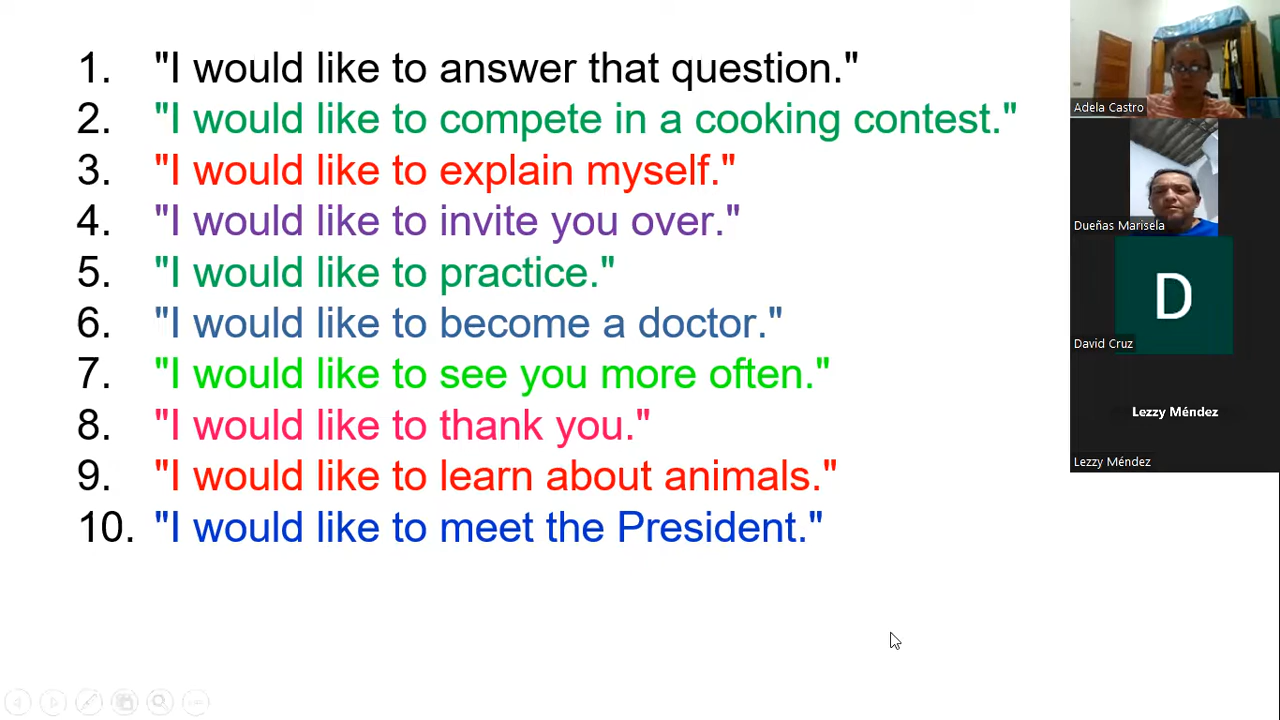 1. "I would like to answer that question."
2. "I would like to compete in a cooking contest."
3. "I would like to explain myself."
4. "I would like to invite you over."
5. "I would like to practice."
6. "I would like to become a doctor."
7. "I would like to see you more often."
8. "I would like to thank you."
9. "I would like to learn about animals."
10. "I would like to meet the President."
Adela Castro
Dueñas Marisela
D
David Cruz
Lezzy Méndez
Lezzy Méndez